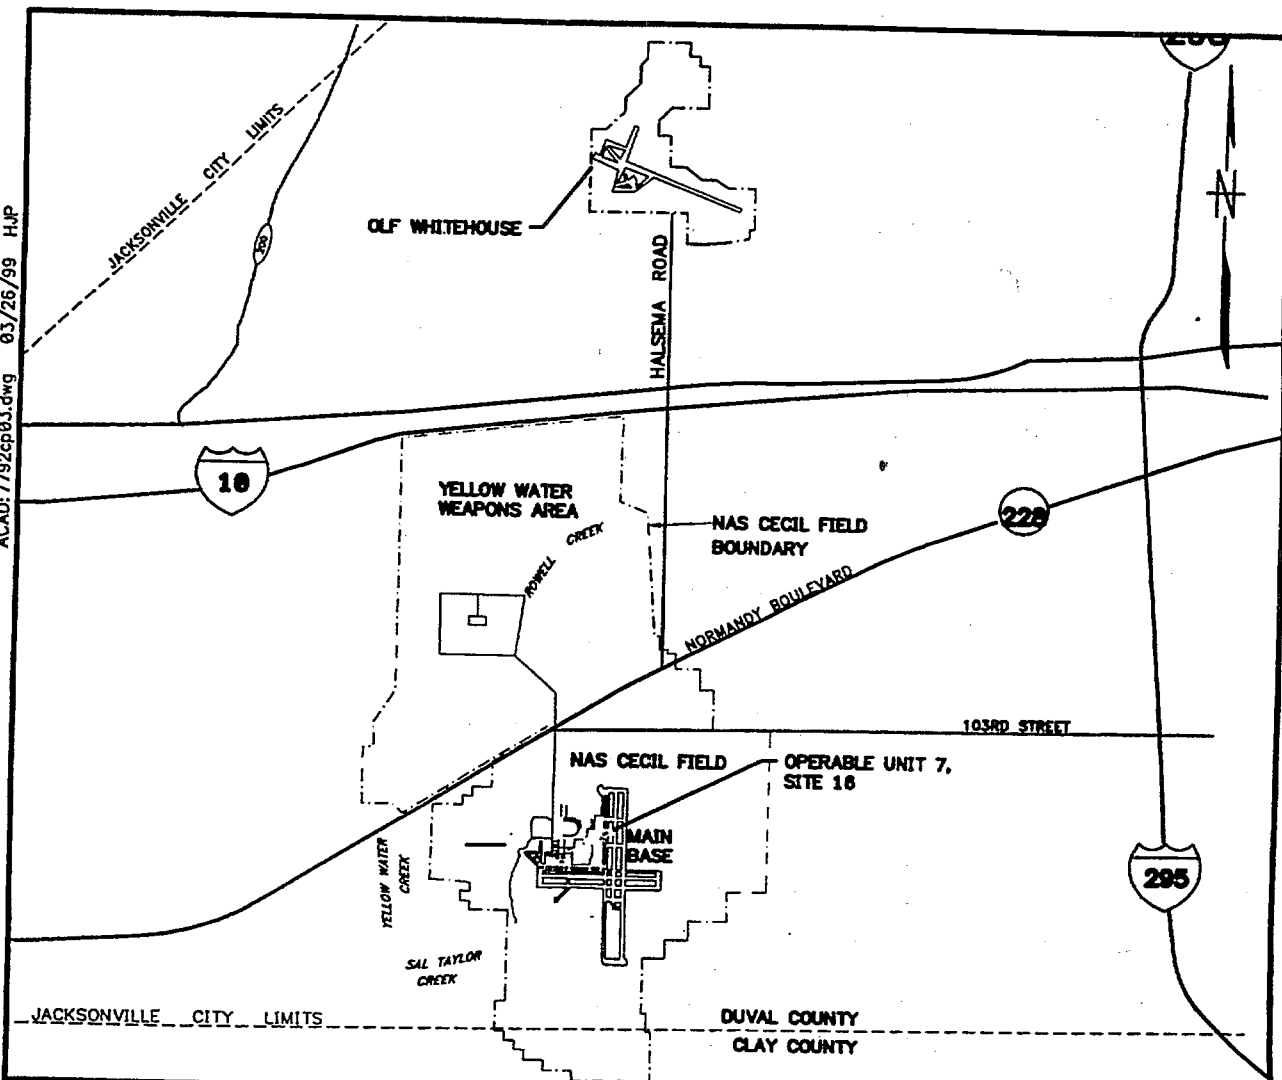 JACKSONVILLE CITY LIMITS
OLF WHITEHOUSE
HALSEMA ROAD
N
ACAD:7792cp03.dwg 03/26/99 HJP
10
YELLOW WATER
WEAPONS AREA
ROWELL CREEK
NAS CECIL FIELD
BOUNDARY
228
NORMANDY BOULEVARD
103RD STREET
NAS CECIL FIELD
OPERABLE UNIT 7,
SITE 16
MAIN
BASE
YELLOW WATER
CREEK
295
SAL TAYLOR
CREEK
JACKSONVILLE CITY LIMITS
DUVAL COUNTY
CLAY COUNTY